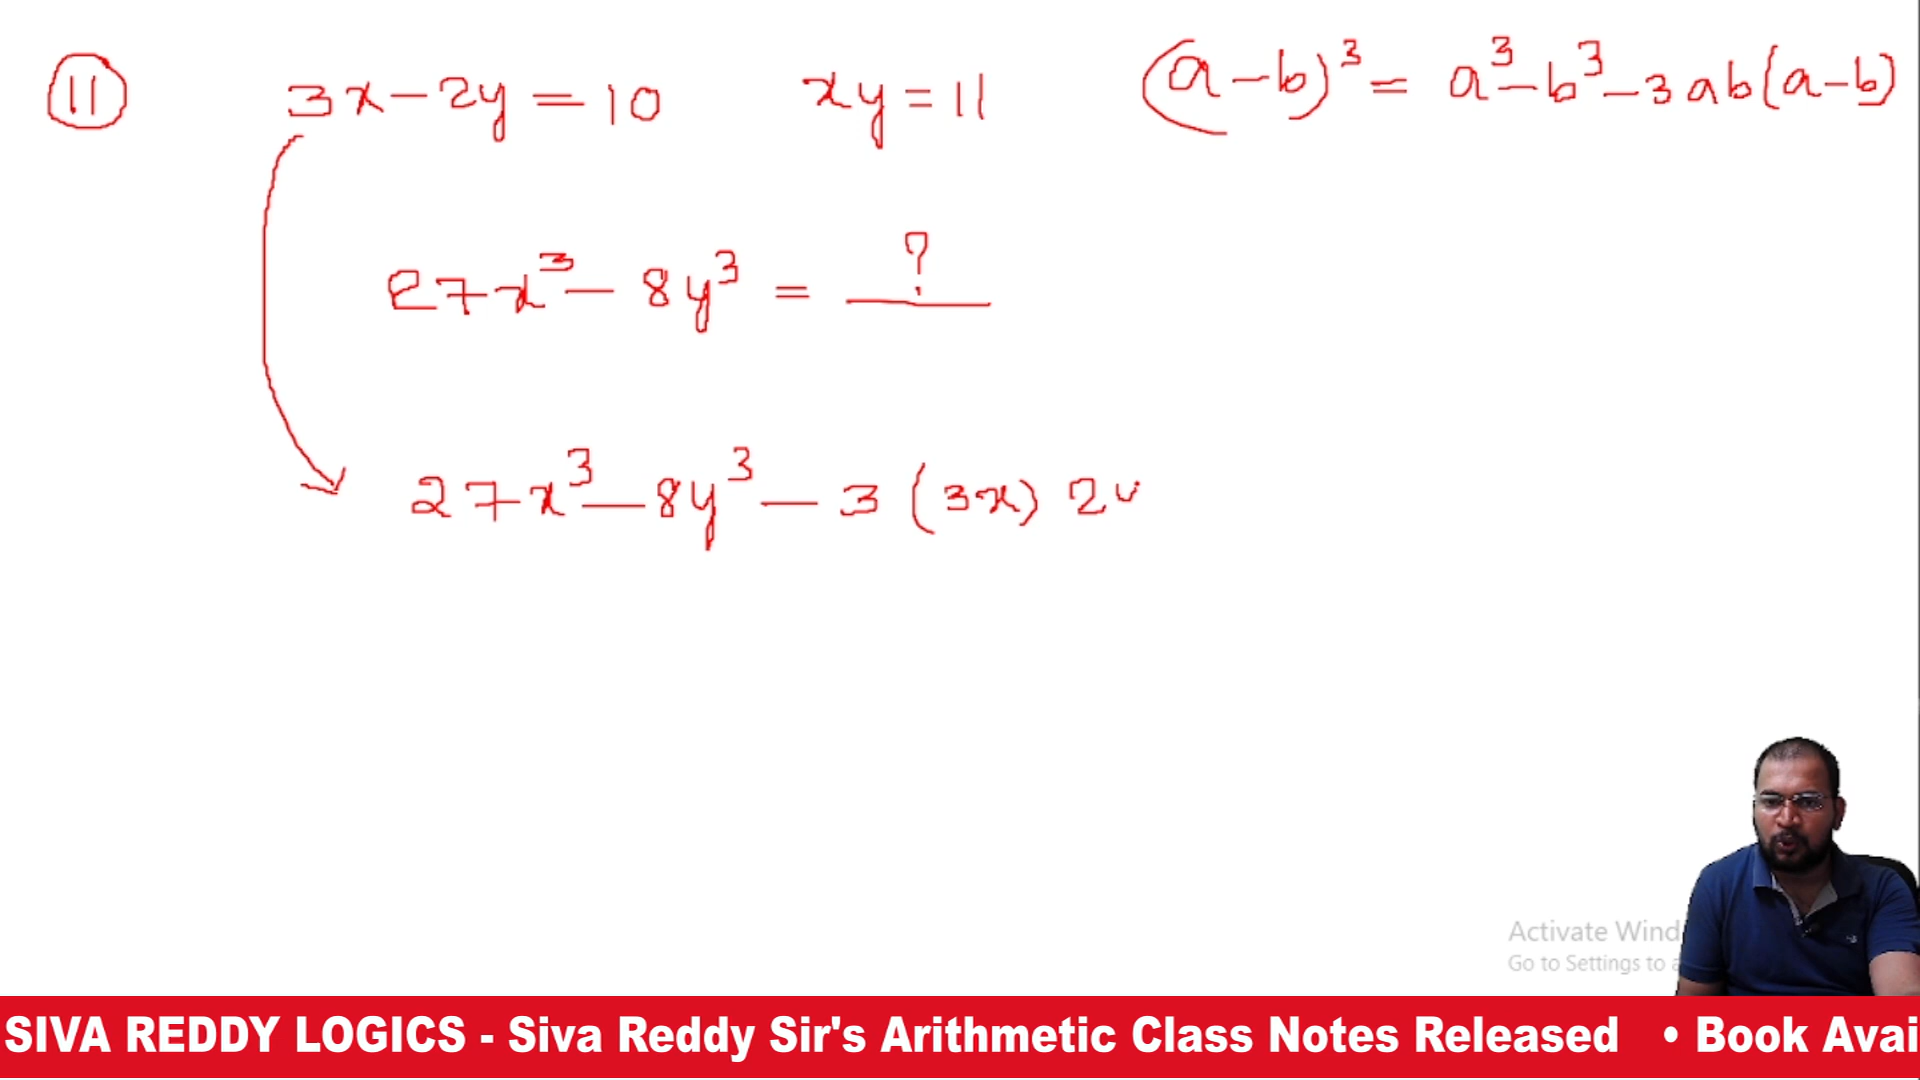 11 3x-2y=10 xy=11 (a-b)³= a³-b³-3ab(a-b)
27x³-8y³ = ?
27x³-8y³-3(3x)2y
Activate Wind
Go to Settings to a
SIVA REDDY LOGICS - Siva Reddy Sir's Arithmetic Class Notes Released • Book Avai